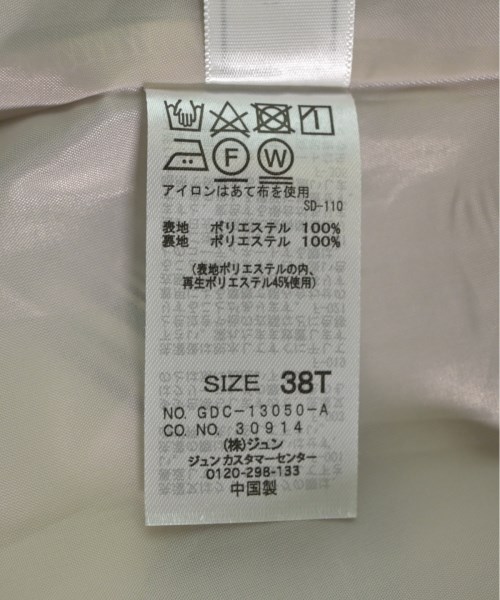 F
W
アイロンはあて布を使用
SD-110
表地 ポリエステル 100%
裏地 ポリエステル 100%
(表地ポリエステルの内、
再生ポリエステル45%使用)
SIZE 38T
NO. GDC-13050-A
CO. NO. 30914
(株)ジュン
ジュンカスタマーセンター
0120-298-133
中国製